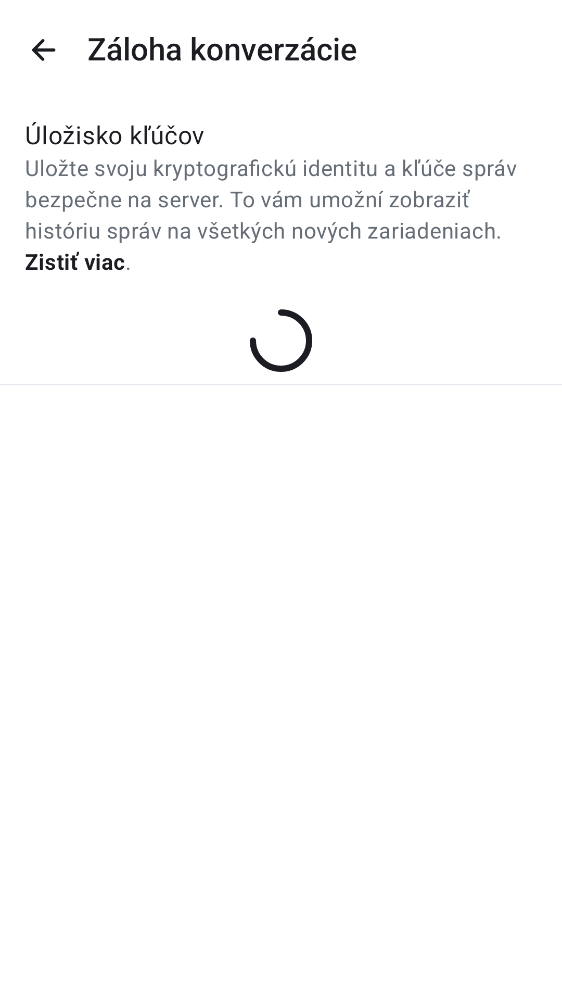 Záloha konverzácie
Úložisko kľúčov
Uložte svoju kryptografickú identitu a kľúče správ
bezpečne na server. To vám umožní zobraziť
históriu správ na všetkých nových zariadeniach.
Zistiť viac.